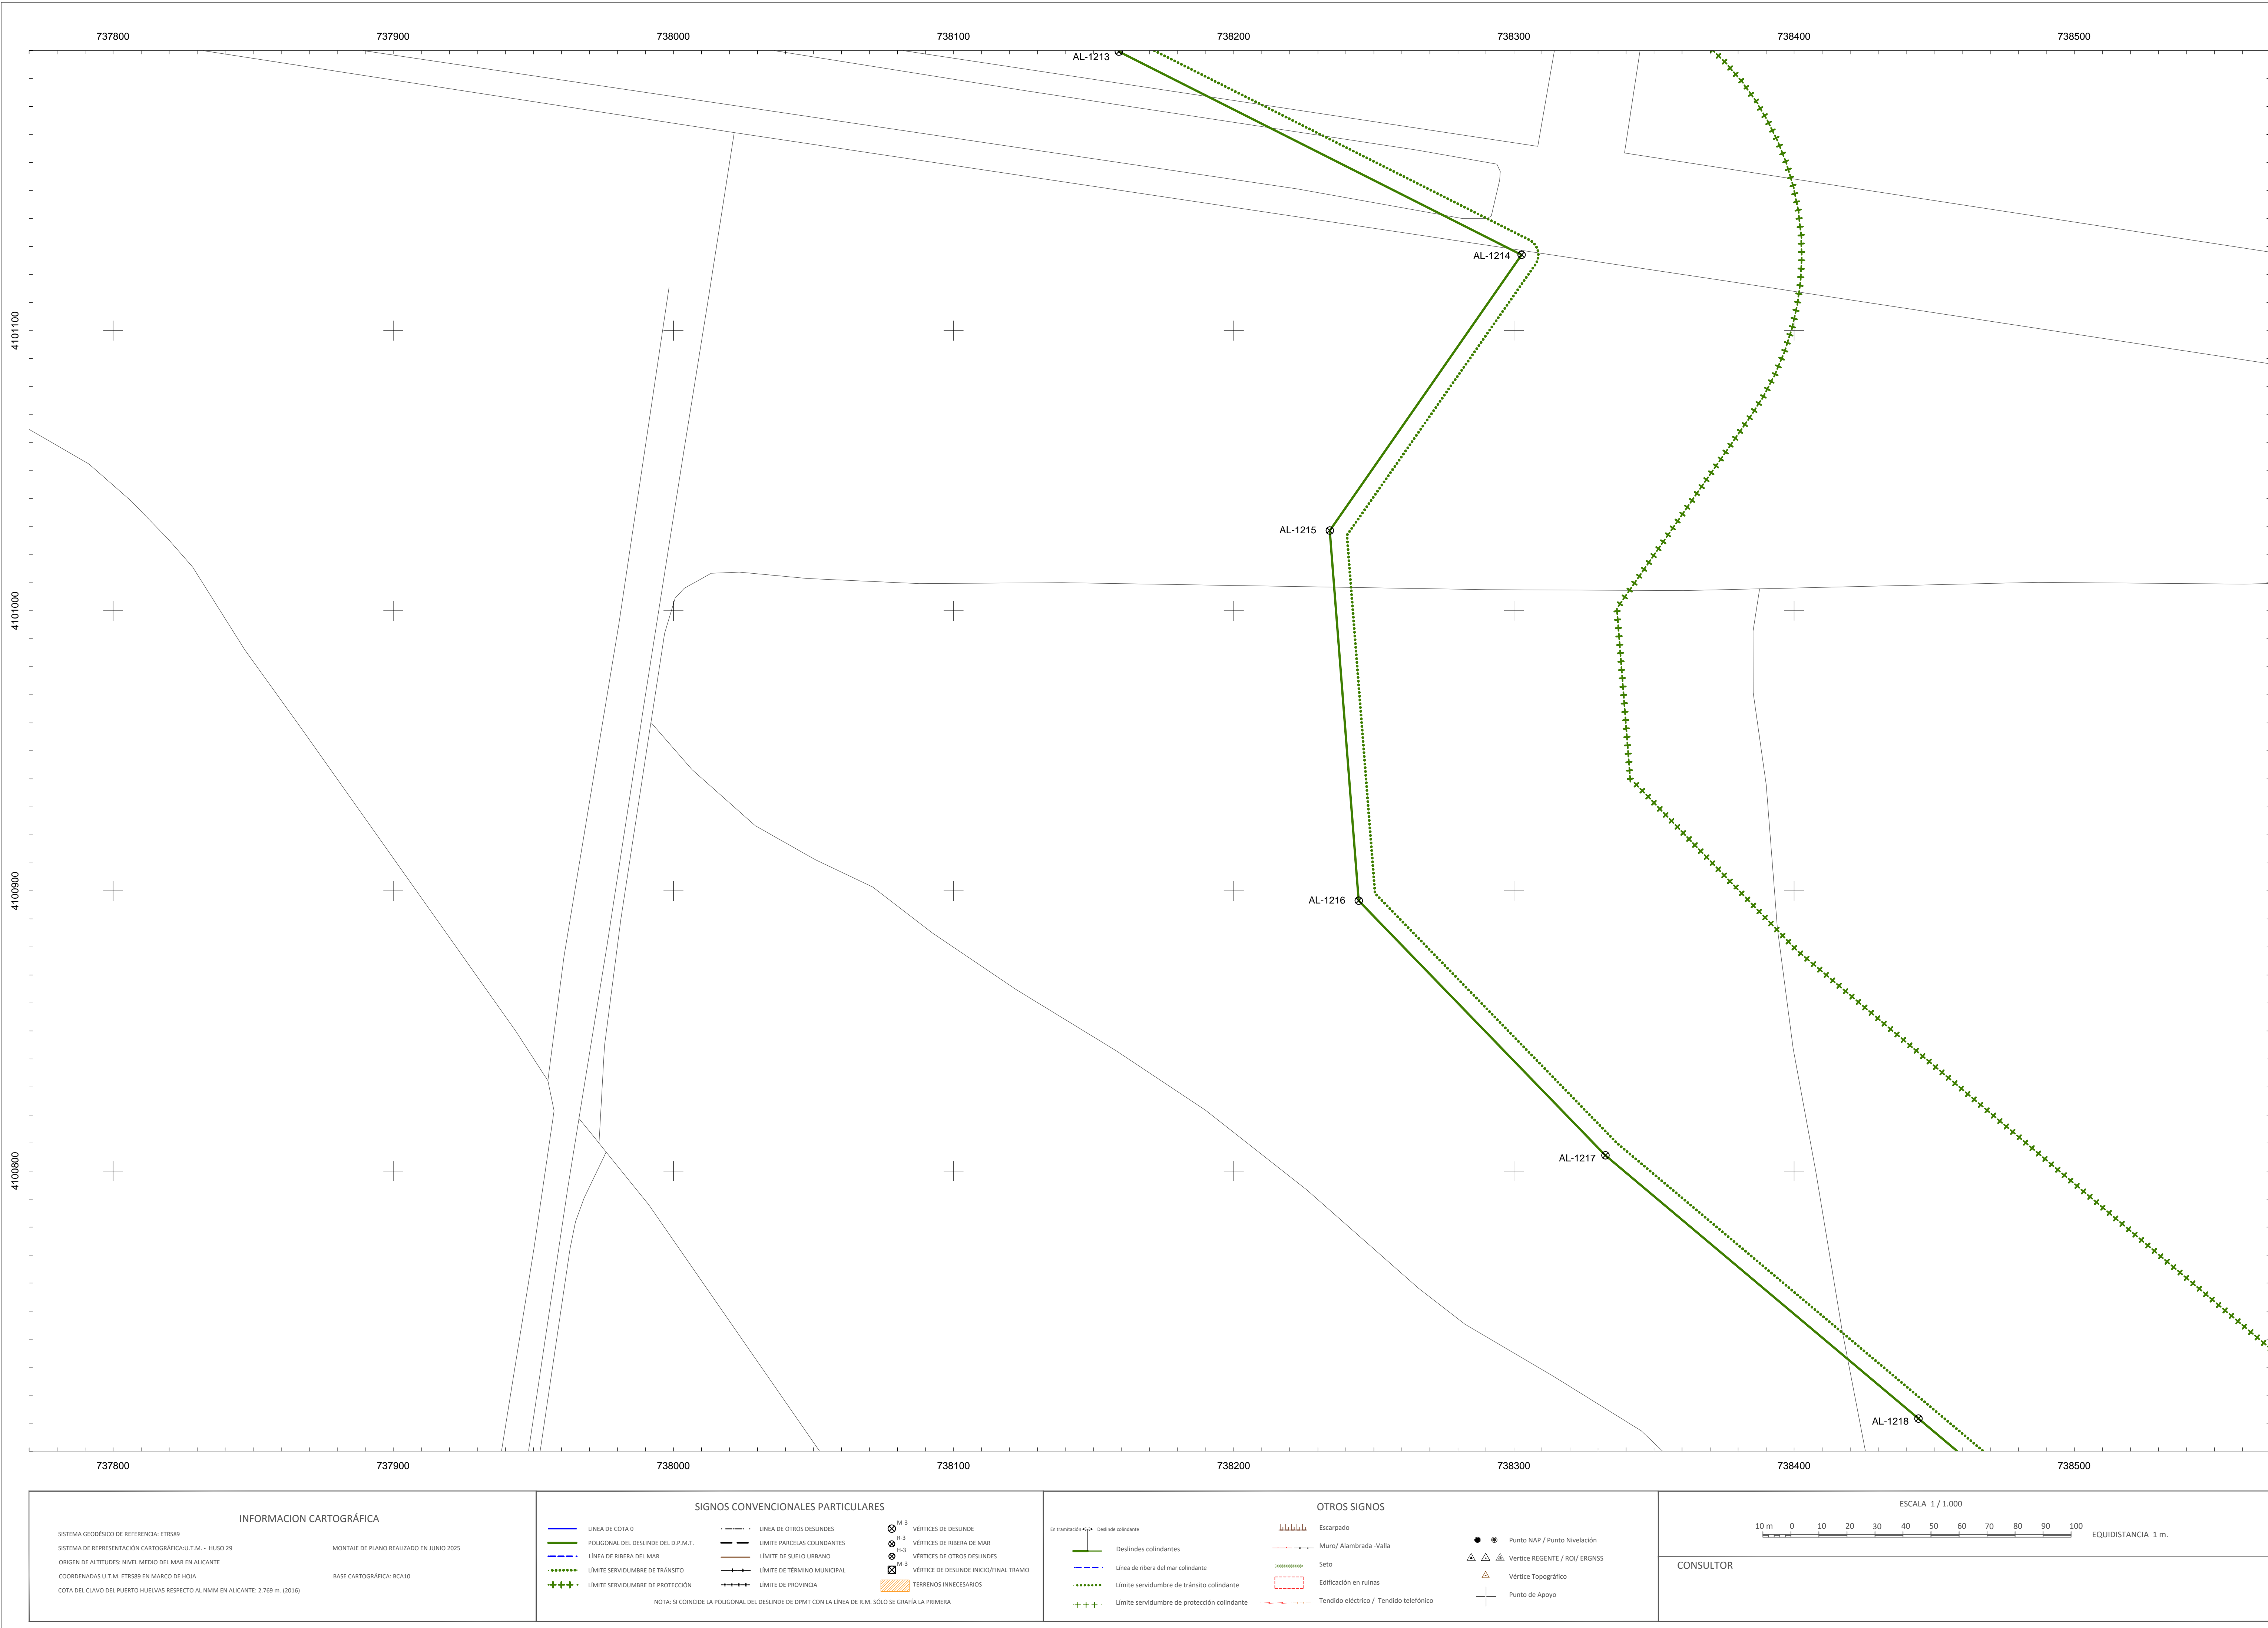 737800 737900 738000 738100 738200 738300 738400 738500
AL-1213
AL-1214
4101100
AL-1215
4101000
AL-1216
4100900
AL-1217
4100800
AL-1218
737800 737900 738000 738100 738200 738300 738400 738500
INFORMACION CARTOGRÁFICA
SISTEMA GEODÉSICO DE REFERENCIA: ETRS89
SISTEMA DE REPRESENTACIÓN CARTOGRÁFICA:U.T.M. - HUSO 29
MONTAJE DE PLANO REALIZADO EN JUNIO 2025
ORIGEN DE ALTITUDES: NIVEL MEDIO DEL MAR EN ALICANTE
COORDENADAS U.T.M. ETRS89 EN MARCO DE HOJA
BASE CARTOGRÁFICA: BCA10
COTA DEL CLAVO DEL PUERTO HUELVAS RESPECTO AL NMM EN ALICANTE: 2.769 m. (2016)
SIGNOS CONVENCIONALES PARTICULARES
LINEA DE COTA 0
POLIGONAL DEL DESLINDE DEL D.P.M.T.
LÍNEA DE RIBERA DEL MAR
LÍMITE SERVIDUMBRE DE TRÁNSITO
LÍMITE SERVIDUMBRE DE PROTECCIÓN
LINEA DE OTROS DESLINDES
LIMITE PARCELAS COLINDANTES
LÍMITE DE SUELO URBANO
LÍMITE DE TÉRMINO MUNICIPAL
LÍMITE DE PROVINCIA
M-3
VÉRTICES DE DESLINDE
R-3
VÉRTICES DE RIBERA DE MAR
H-3
VÉRTICES DE OTROS DESLINDES
M-3
VÉRTICE DE DESLINDE INICIO/FINAL TRAMO
TERRENOS INNECESARIOS
NOTA: SI COINCIDE LA POLIGONAL DEL DESLINDE DE DPMT CON LA LÍNEA DE R.M. SÓLO SE GRAFÍA LA PRIMERA
OTROS SIGNOS
En tramitación Deslinde colindante
Deslindes colindantes
Línea de ribera del mar colindante
Límite servidumbre de tránsito colindante
Límite servidumbre de protección colindante
Escarpado
Muro/ Alambrada -Valla
Seto
Edificación en ruinas
Tendido eléctrico / Tendido telefónico
Punto NAP / Punto Nivelación
Vertice REGENTE / ROI/ ERGNSS
Vértice Topográfico
Punto de Apoyo
ESCALA 1 / 1.000
10 m 0 10 20 30 40 50 60 70 80 90 100
EQUIDISTANCIA 1 m.
CONSULTOR